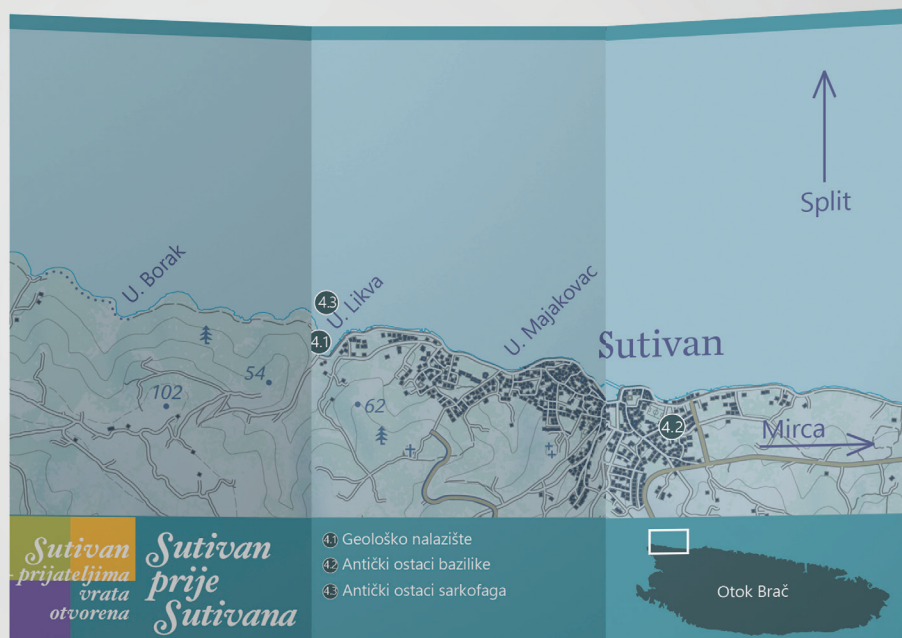 Split
U. Borak
4.3
U. Likva
4.1
U. Majakovac
Sutivan
102
54
62
4.2
Mirca
Sutivan
- prijateljima
vrata
otvorena
Sutivan
prije
Sutivana
4.1 Geološko nalazište
4.2 Antički ostaci bazilike
4.3 Antički ostaci sarkofaga
Otok Brač